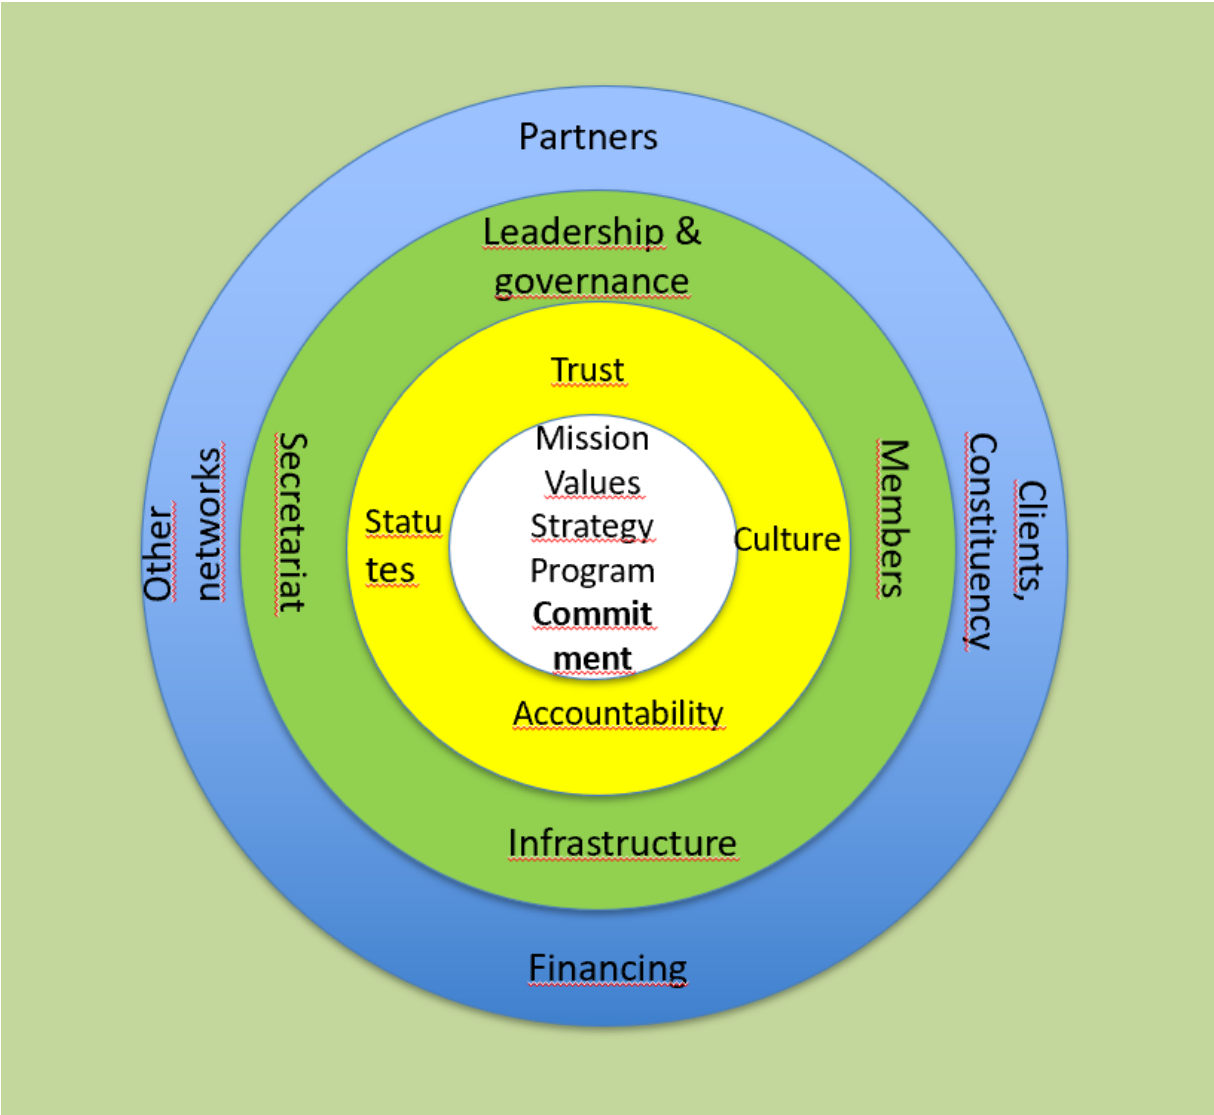 Partners
Leadership &
governance
Trust
Mission
Values
Strategy
Program
Commit
ment
Statu
tes
Culture
Accountability
Secretariat
Members
Other
networks
Clients,
Constituency
Infrastructure
Financing